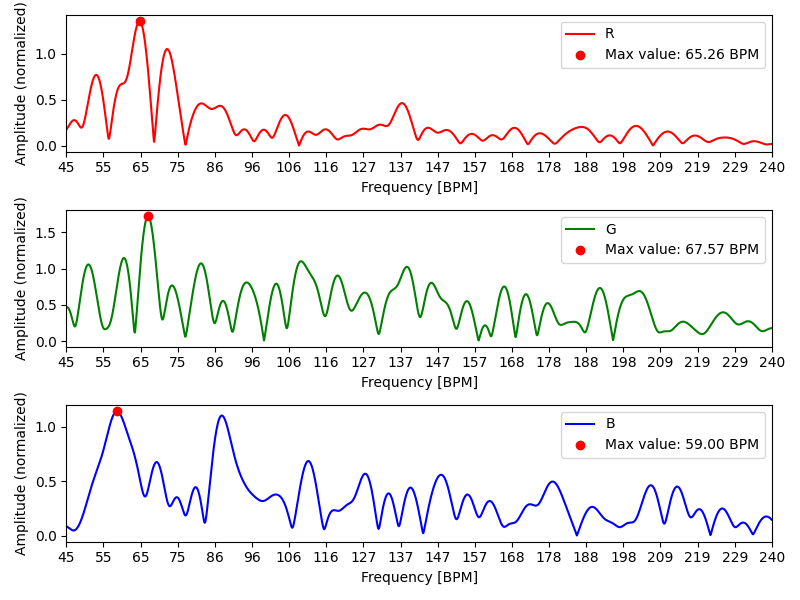 Amplitude (normalized)
1.0
0.5
0.0
R
Max value: 65.26 BPM
45 55 65 75 86 96 106 116 127 137 147 157 168 178 188 198 209 219 229 240
Frequency [BPM]
Amplitude (normalized)
1.5
1.0
0.5
0.0
G
Max value: 67.57 BPM
45 55 65 75 86 96 106 116 127 137 147 157 168 178 188 198 209 219 229 240
Frequency [BPM]
Amplitude (normalized)
1.0
0.5
0.0
B
Max value: 59.00 BPM
45 55 65 75 86 96 106 116 127 137 147 157 168 178 188 198 209 219 229 240
Frequency [BPM]